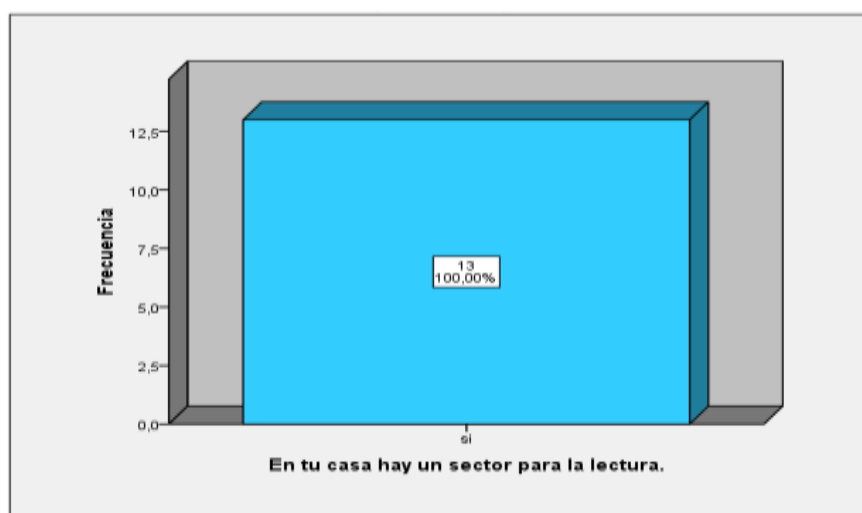 12,5
10,0
7,5
5,0
2,5
0,0
Frecuencia
13
100,00%
si
En tu casa hay un sector para la lectura.